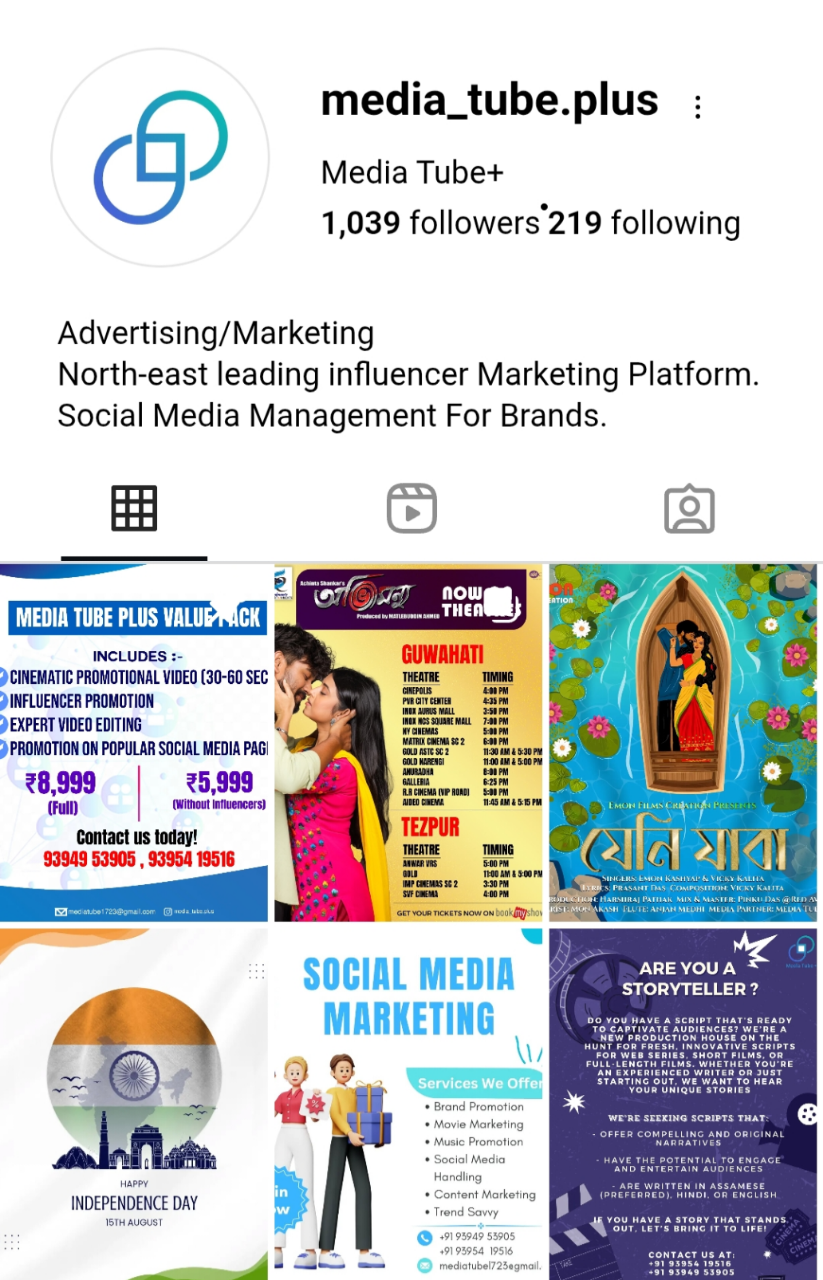 media_tube.plus
Media Tube+
1,039 followers 219 following
Advertising/Marketing
North-east leading influencer Marketing Platform.
Social Media Management For Brands.
MEDIA TUBE PLUS VALUE PACK
INCLUDES :-
CINEMATIC PROMOTIONAL VIDEO (30-60 SEC
INFLUENCER PROMOTION
EXPERT VIDEO EDITING
PROMOTION ON POPULAR SOCIAL MEDIA PAG
₹8,999 ₹5,999
(Full) (Without Influencers)
Contact us today!
93949 53905 , 93954 19516
mediatube1723@gmail.com media_tube.plus
Achinta Shankar's
অভিমন্যু
NOW
Produced by MATIUDDIN AHMED
GUWAHATI
THEATRE TIMING
CINEPOLIS 4:00 PM
PVR CITY CENTER 4:35 PM
INOX AURUS MALL 3:50 PM
INOX NCS SQUARE MALL 7:00 PM
NY CINEMAS 5:00 PM
MATRIX CINEMA SC 2 6:00 PM
GOLD ASTC SC 2 11:30 AM & 5:30 PM
GOLD NARENGI 11:00 AM & 5:00 PM
ANURADHA 8:00 PM
GALLERIA 6:25 PM
R.R CINEMA (VIP ROAD) 5:00 PM
AIDEO CINEMA 11:45 AM & 5:15 PM
TEZPUR
THEATRE TIMING
ANWAR VRS 5:00 PM
GOLD 11:00 AM & 5:00 PM
IMP CINEMAS SC 2 3:30 PM
SVF CINEMA 4:00 PM
GET YOUR TICKETS NOW ON bookmyshow
EMON FILMS CREATION PRESENTS
যেনি যাবা
SINGERS: EMON KASHYAP & VICKY KALITA
LYRICS: PRASANT DAS COMPOSITION: VICKY KALITA
HARSHRAJ PATHAK MIX & MASTER: PINKU DAS @RED AV
AKASH FLUTE: ANJAN MEDHI MEDIA PARTNER: MEDIA TU
HAPPY
INDEPENDENCE DAY
15TH AUGUST
SOCIAL MEDIA
MARKETING
Services We Offer
• Brand Promotion
• Movie Marketing
• Music Promotion
• Social Media
Handling
• Content Marketing
• Trend Savvy
+91 93949 53905
+91 93954 19516
mediatube1723@gmail.
ARE YOU A
STORYTELLER ?
DO YOU HAVE A SCRIPT THAT'S READY
TO CAPTIVATE AUDIENCES? WE'RE A
NEW PRODUCTION HOUSE ON THE
HUNT FOR FRESH, INNOVATIVE SCRIPTS
FOR WEB SERIES, SHORT FILMS, OR
FULL-LENGTH FILMS. WHETHER YOU'RE
AN EXPERIENCED WRITER OR JUST
STARTING OUT, WE WANT TO HEAR
YOUR UNIQUE STORIES
WE'RE SEEKING SCRIPTS THAT:
- OFFER COMPELLING AND ORIGINAL
NARRATIVES
- HAVE THE POTENTIAL TO ENGAGE
AND ENTERTAIN AUDIENCES
- ARE WRITTEN IN ASSAMESE
(PREFERRED), HINDI, OR ENGLISH
IF YOU HAVE A STORY THAT STANDS
OUT, LET'S BRING IT TO LIFE!
CONTACT US AT:
+91 93954 19516
+91 93949 53905